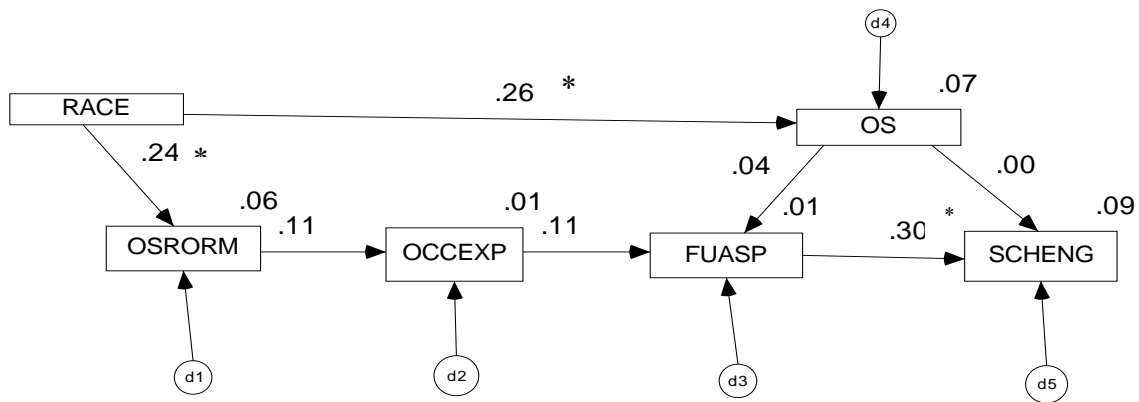 d4
.07
.26 *
RACE
OS
.24 *
.04
.00
.06
.11
.01
.11
.01
.30 *
.09
OSRORM
OCCEXP
FUASP
SCHENG
d1
d2
d3
d5